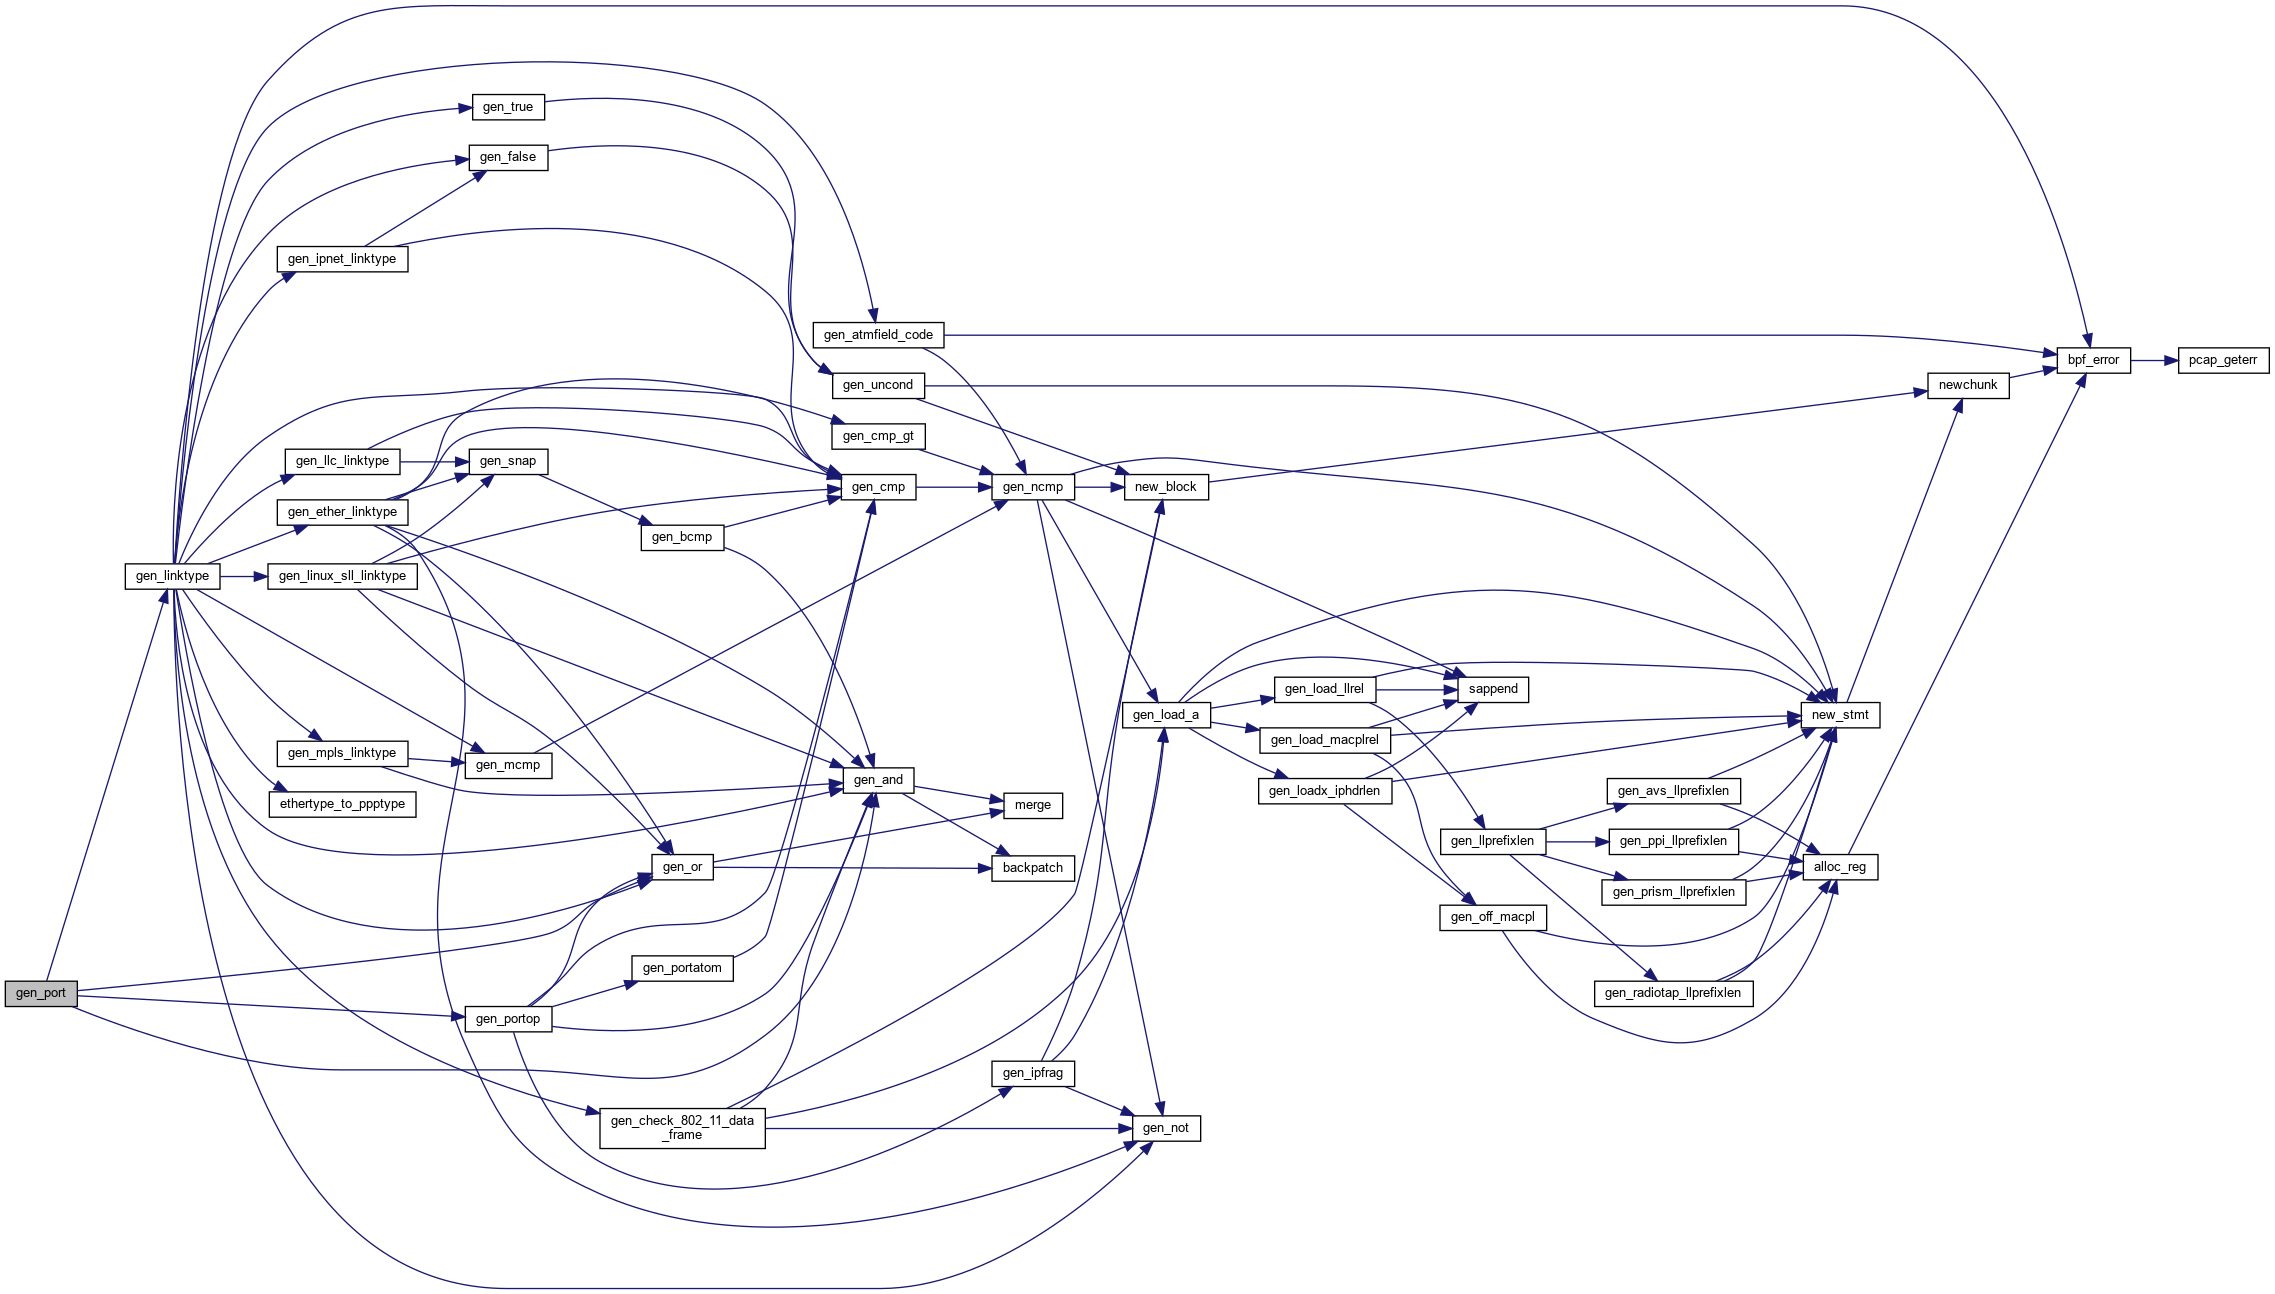 gen_port
gen_linktype
gen_ipnet_linktype
gen_llc_linktype
gen_ether_linktype
gen_linux_sll_linktype
gen_mpls_linktype
ethertype_to_ppptype
gen_true
gen_false
gen_snap
gen_mcmp
gen_portop
gen_bcmp
gen_or
gen_portatom
gen_check_802_11_data
_frame
gen_atmfield_code
gen_uncond
gen_cmp_gt
gen_cmp
gen_and
gen_ncmp
merge
backpatch
gen_ipfrag
new_block
gen_load_a
gen_not
gen_load_llrel
gen_load_macplrel
gen_loadx_iphdrlen
sappend
gen_llprefixlen
gen_off_macpl
gen_avs_llprefixlen
gen_ppi_llprefixlen
gen_prism_llprefixlen
gen_radiotap_llprefixlen
new_stmt
alloc_reg
newchunk
bpf_error
pcap_geterr